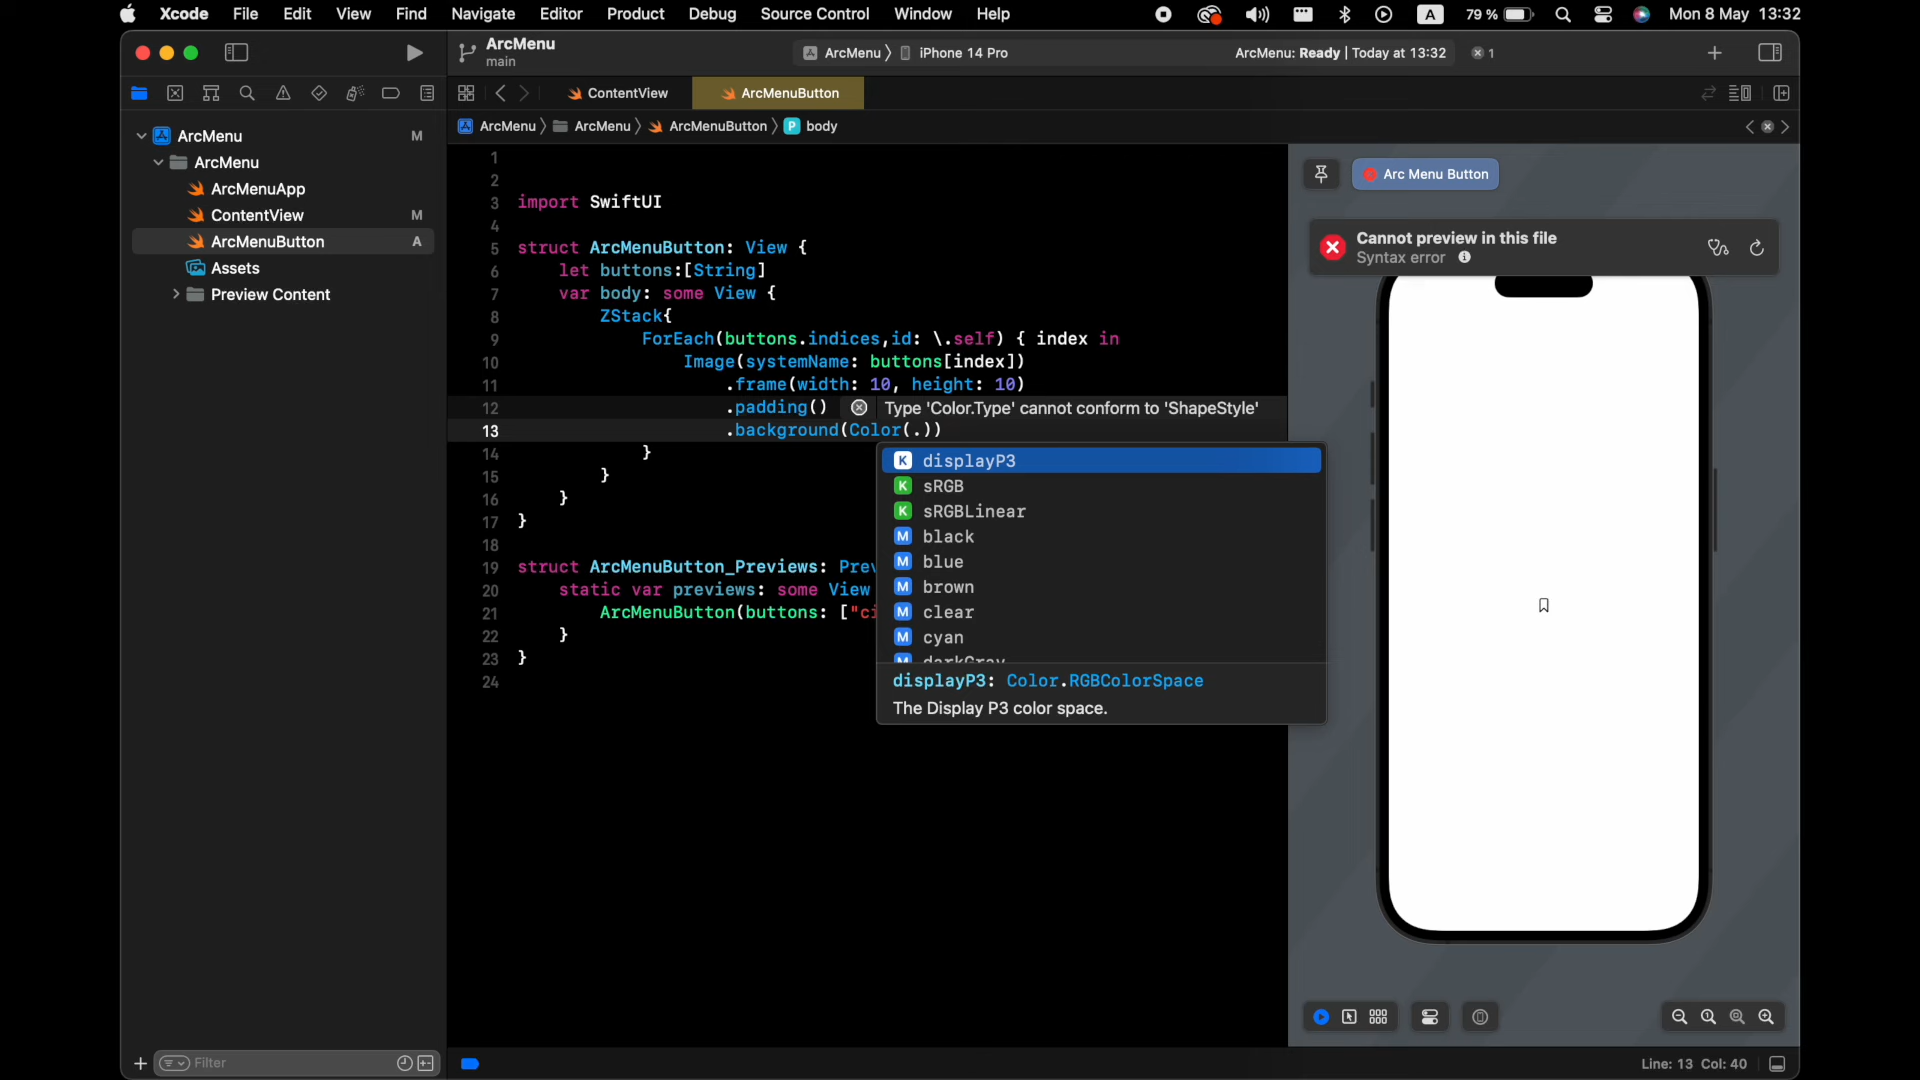 Xcode File Edit View Find Navigate Editor Product Debug Source Control Window Help A 79 % Mon 8 May 13:32
ArcMenu
main
ArcMenu 〉 iPhone 14 Pro
ArcMenu: Ready | Today at 13:32 1
ContentView ArcMenuButton
ArcMenu 〉 ArcMenu 〉 ArcMenuButton 〉 P body
ArcMenu M
ArcMenu
ArcMenuApp
ContentView M
ArcMenuButton A
Assets
Preview Content
Filter
1
2
3 import SwiftUI
4
5 struct ArcMenuButton: View {
6 let buttons:[String]
7 var body: some View {
8 ZStack{
9 ForEach(buttons.indices,id: \.self) { index in
10 Image(systemName: buttons[index])
11 .frame(width: 10, height: 10)
12 .padding() Type 'Color.Type' cannot conform to 'ShapeStyle'
13 .background(Color(.))
14 }
15 }
16 }
17 }
18
19 struct ArcMenuButton_Previews: Prev
20 static var previews: some View
21 ArcMenuButton(buttons: ["ci
22 }
23 }
24
K displayP3
K sRGB
K sRGBLinear
M black
M blue
M brown
M clear
M cyan
M darkGray
displayP3: Color.RGBColorSpace
The Display P3 color space.
Arc Menu Button
Cannot preview in this file
Syntax error
Line: 13 Col: 40